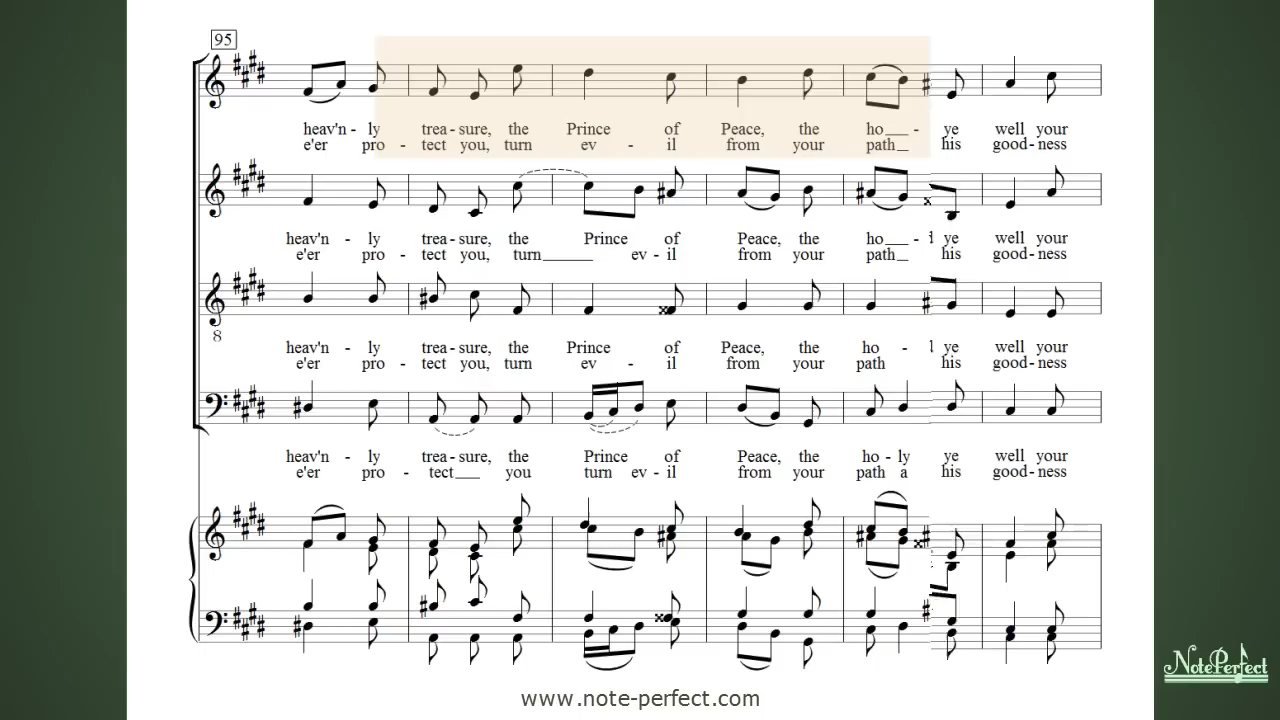 95
heav'n - ly trea - sure, the Prince of Peace, the ho - ye well your
e'er pro - tect you, turn ev - il from your path his good - ness
heav'n - ly trea - sure, the Prince of Peace, the ho - ye well your
e'er pro - tect you, turn ev - il from your path his good - ness
8
heav'n - ly trea - sure, the Prince of Peace, the ho - ye well your
e'er pro - tect you, turn ev - il from your path his good - ness
heav'n - ly trea - sure, the Prince of Peace, the ho - ly ye well your
e'er pro - tect you turn ev - il from your path a his good - ness
www.note-perfect.com
NotePerfect